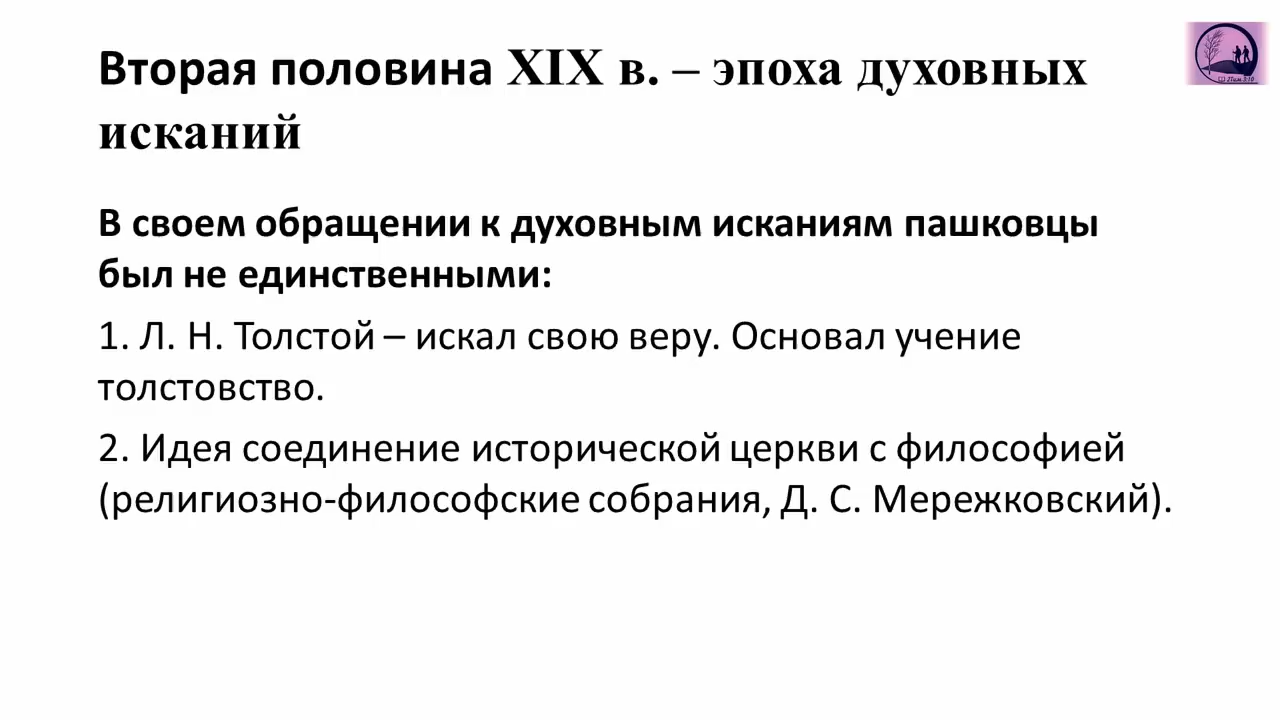 Вторая половина XIX в. – эпоха духовных
исканий
В своем обращении к духовным исканиям пашковцы
был не единственными:
1. Л. Н. Толстой – искал свою веру. Основал учение
толстовство.
2. Идея соединение исторической церкви с философией
(религиозно-философские собрания, Д. С. Мережковский).